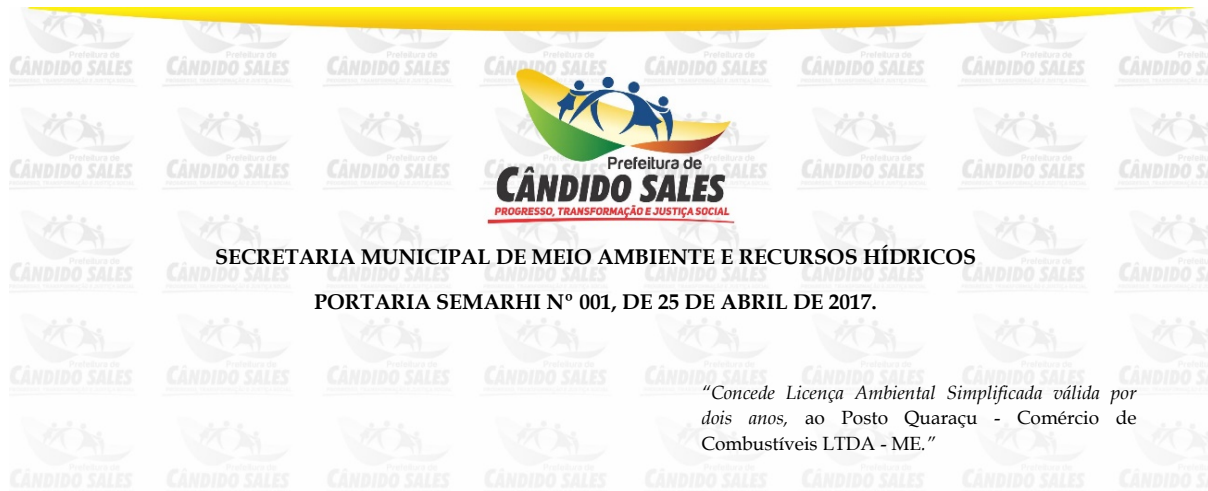 Prefeitura de
CÂNDIDO SALES
PROGRESSO, TRANSFORMAÇÃO E JUSTIÇA SOCIAL
SECRETARIA MUNICIPAL DE MEIO AMBIENTE E RECURSOS HÍDRICOS
PORTARIA SEMARHI Nº 001, DE 25 DE ABRIL DE 2017.
“Concede Licença Ambiental Simplificada válida por
dois anos, ao Posto Quaraçu - Comércio de
Combustíveis LTDA - ME.”